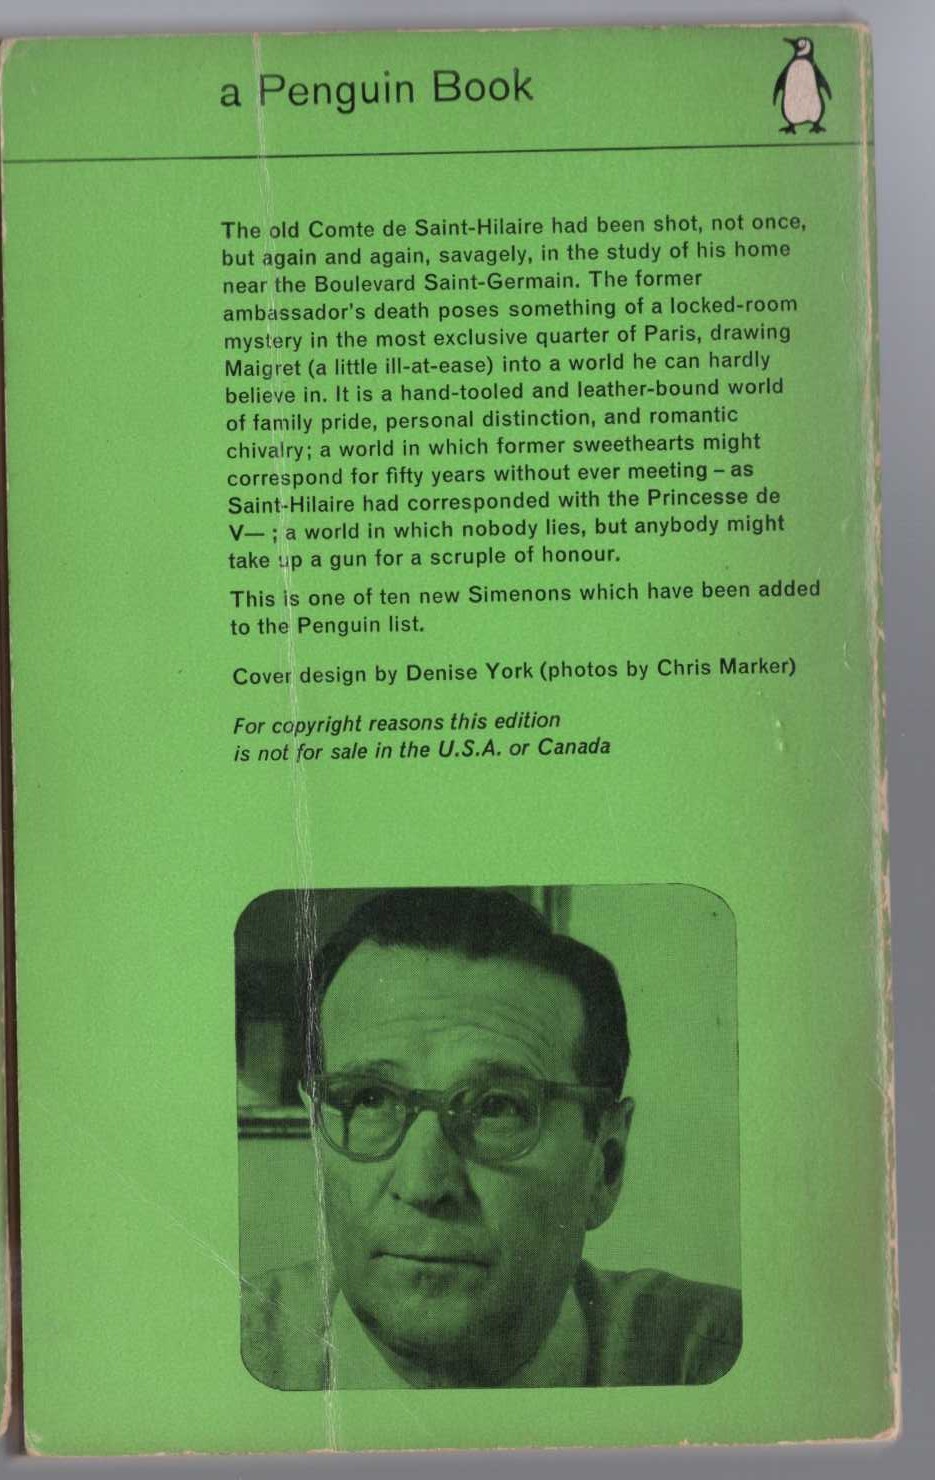 a Penguin Book
The old Comte de Saint-Hilaire had been shot, not once,
but again and again, savagely, in the study of his home
near the Boulevard Saint-Germain. The former
ambassador's death poses something of a locked-room
mystery in the most exclusive quarter of Paris, drawing
Maigret (a little ill-at-ease) into a world he can hardly
believe in. It is a hand-tooled and leather-bound world
of family pride, personal distinction, and romantic
chivalry; a world in which former sweethearts might
correspond for fifty years without ever meeting – as
Saint-Hilaire had corresponded with the Princesse de
V— ; a world in which nobody lies, but anybody might
take up a gun for a scruple of honour.
This is one of ten new Simenons which have been added
to the Penguin list.
Cover design by Denise York (photos by Chris Marker)
For copyright reasons this edition
is not for sale in the U.S.A. or Canada